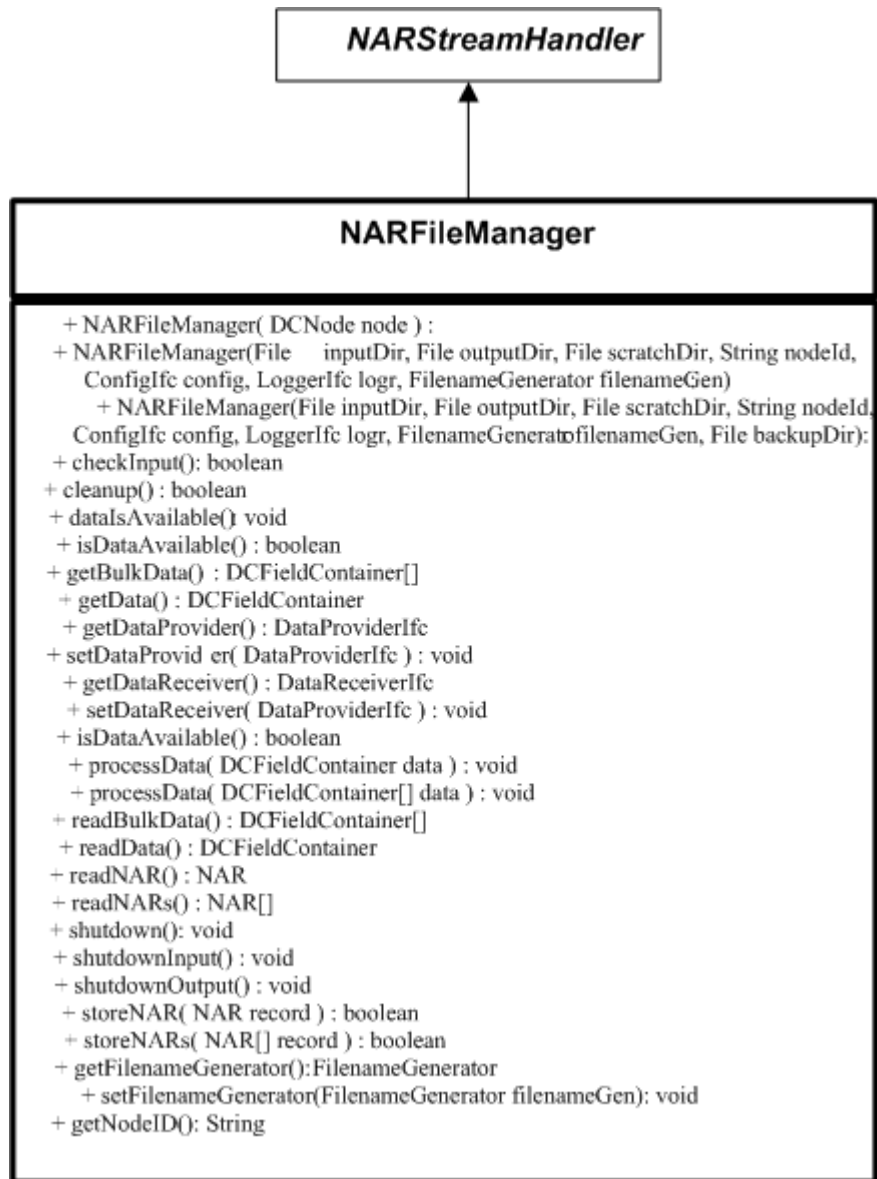 NARStreamHandler
NARFileManager
+ NARFileManager( DCNode node ) :
+ NARFileManager(File inputDir, File outputDir, File scratchDir, String nodeId,
ConfigIfc config, LoggerIfc logr, FilenameGenerator filenameGen)
+ NARFileManager(File inputDir, File outputDir, File scratchDir, String nodeId,
ConfigIfc config, LoggerIfc logr, FilenameGeneratofilenameGen, File backupDir):
+ checkInput(): boolean
+ cleanup() : boolean
+ dataIsAvailable(): void
+ isDataAvailable() : boolean
+ getBulkData() : DCFieldContainer[]
+ getData() : DCFieldContainer
+ getDataProvider() : DataProviderIfc
+ setDataProvid er( DataProviderIfc ) : void
+ getDataReceiver() : DataReceiverIfc
+ setDataReceiver( DataProviderIfc ) : void
+ isDataAvailable() : boolean
+ processData( DCFieldContainer data ) : void
+ processData( DCFieldContainer[] data ) : void
+ readBulkData() : DCFieldContainer[]
+ readData() : DCFieldContainer
+ readNAR() : NAR
+ readNARs() : NAR[]
+ shutdown(): void
+ shutdownInput() : void
+ shutdownOutput() : void
+ storeNAR( NAR record ) : boolean
+ storeNARs( NAR[] record ) : boolean
+ getFilenameGenerator():FilenameGenerator
+ setFilenameGenerator(FilenameGenerator filenameGen): void
+ getNodeID(): String